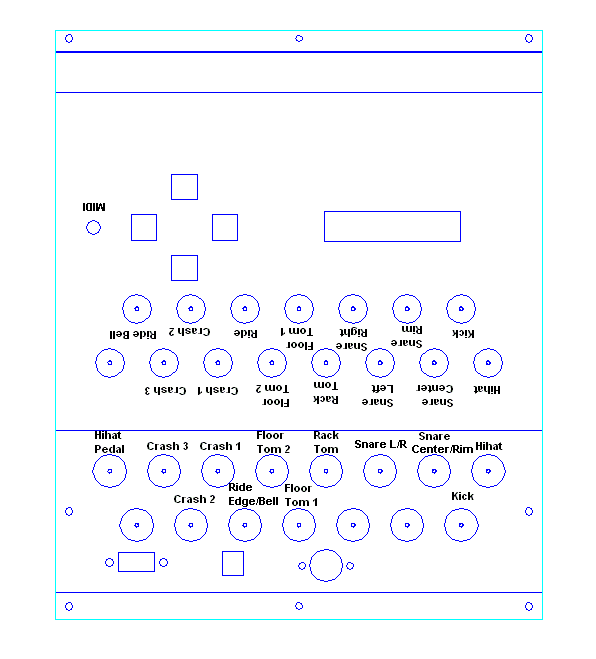 MIDI
Ride Bell
Crash 2
Ride
Floor
Tom 1
Snare
Right
Snare
Rim
Kick
Crash 3
Crash 1
Floor
Tom 2
Rack
Tom
Snare
Left
Snare
Center
Hihat
Hihat
Pedal
Crash 3
Crash 1
Floor
Tom 2
Rack
Tom
Snare L/R
Snare
Center/Rim
Hihat
Crash 2
Ride
Edge/Bell
Floor
Tom 1
Kick